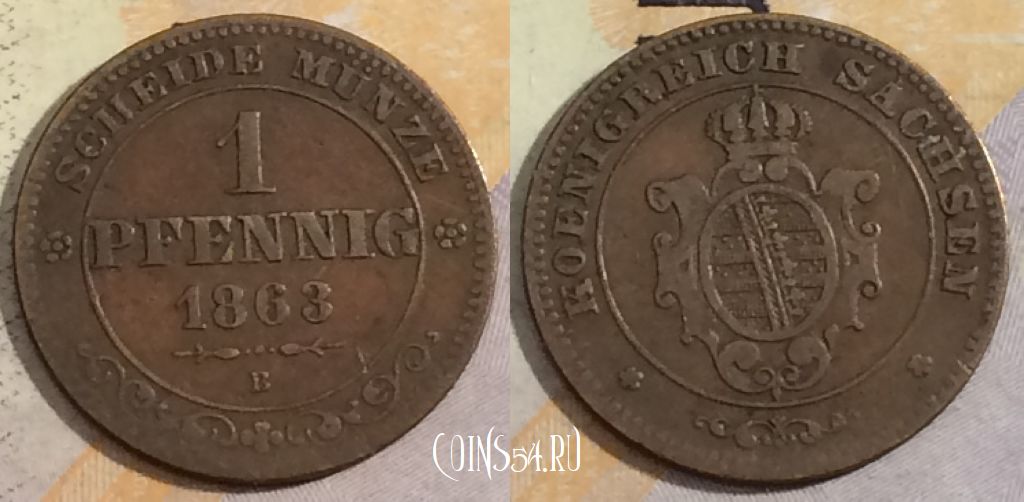 SCHEIDE MÜNZE
1
PFENNIG
1863
B
KOENIGREICH SACHSEN
COINS54.RU